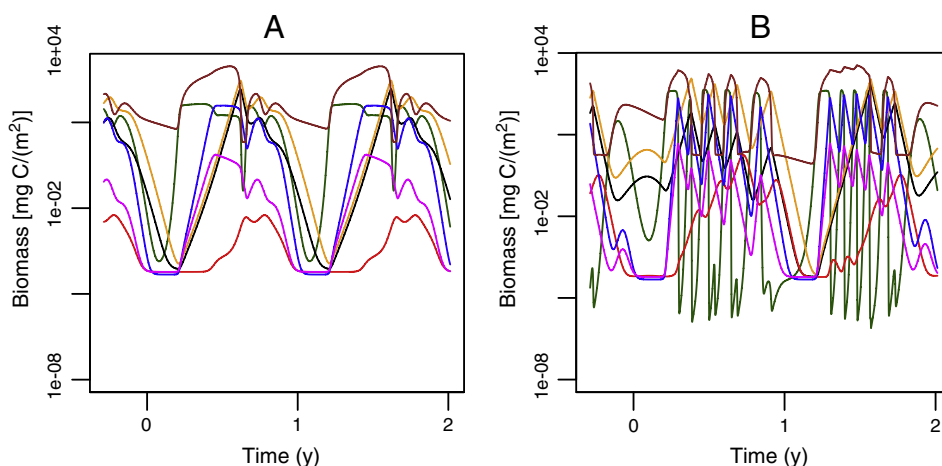 A
B
Biomass [mg C/(m²)]
1e+04
1e-02
1e-08
0
1
2
Time (y)
Biomass [mg C/(m²)]
1e+04
1e-02
1e-08
0
1
2
Time (y)